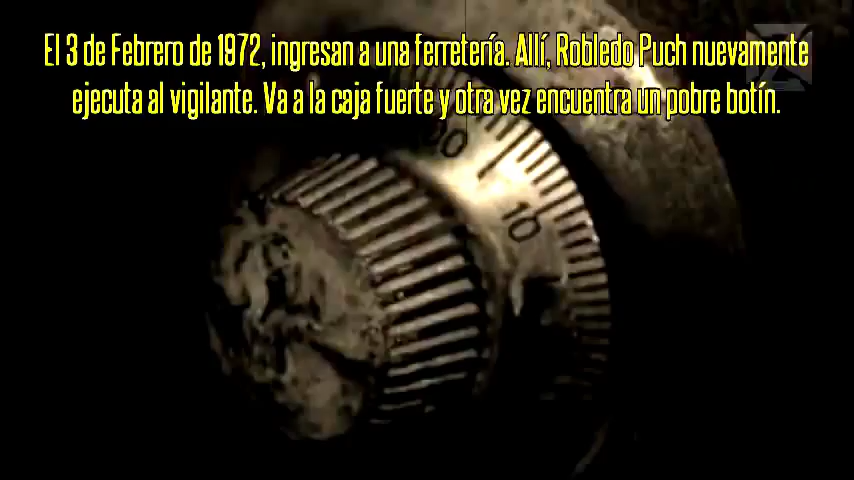 El 3 de Febrero de 1972, ingresan a una ferretería. Allí, Robledo Puch nuevamente
ejecuta al vigilante. Va a la caja fuerte y otra vez encuentra un pobre botín.
10